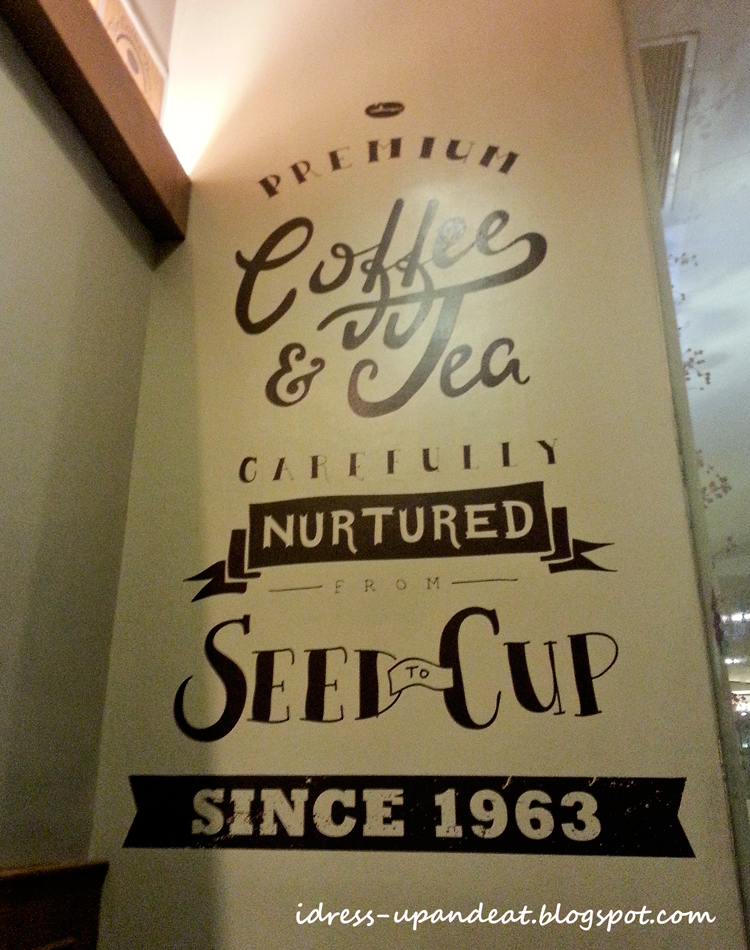 PREMIUM
Coffee
& Tea
CAREFULLY
NURTURED
FROM
SEED TO CUP
SINCE 1963
idress-upandeat.blogspot.com